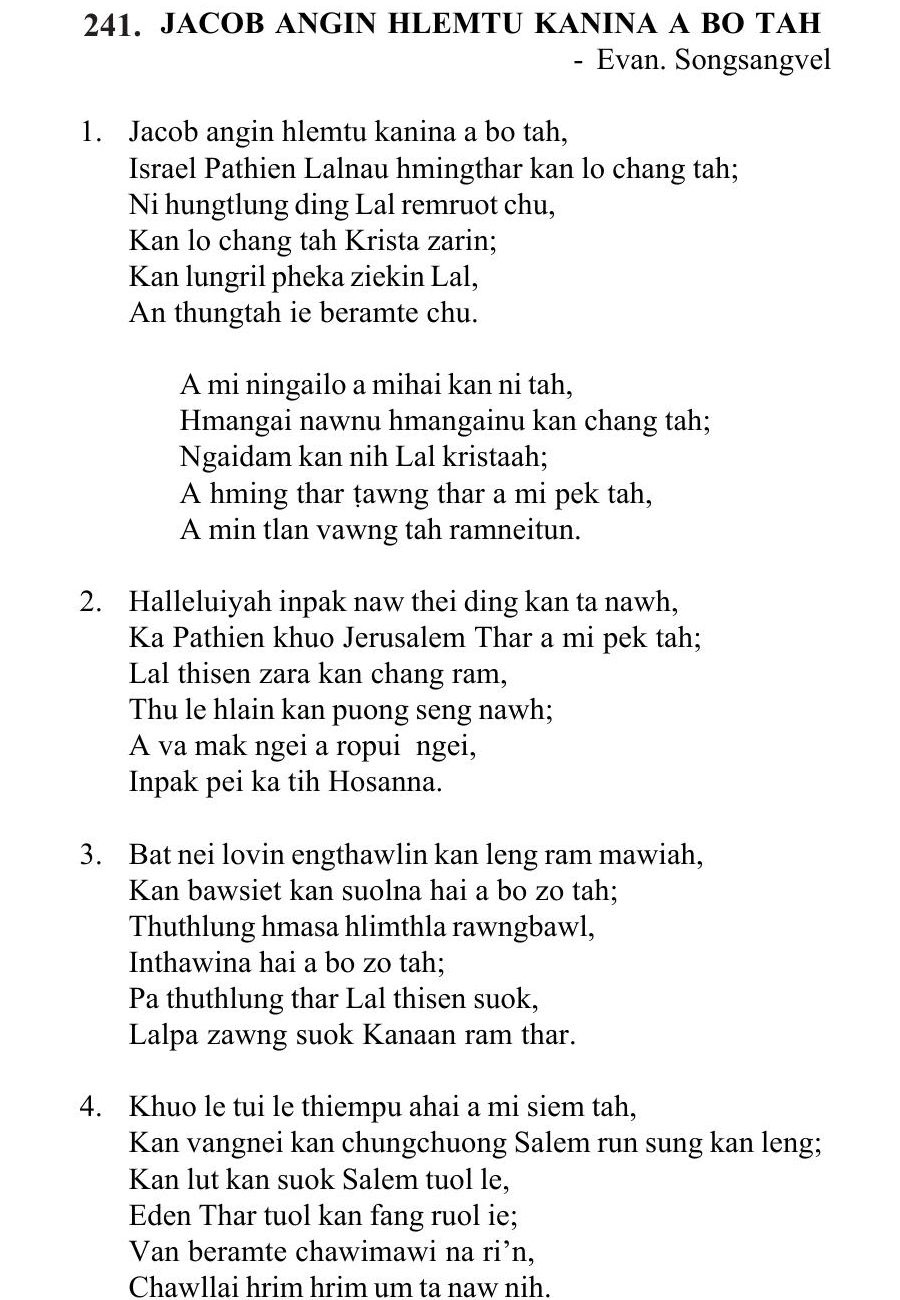 241. JACOB ANGIN HLEMTU KANINA A BO TAH
- Evan. Songsangvel
1. Jacob angin hlemtu kanina a bo tah,
Israel Pathien Lalnau hmingthar kan lo chang tah;
Ni hungtlung ding Lal remruot chu,
Kan lo chang tah Krista zarin;
Kan lungril pheka ziekin Lal,
An thungtah ie beramte chu.
A mi ningailo a mihai kan ni tah,
Hmangai nawnu hmangainu kan chang tah;
Ngaidam kan nih Lal kristaah;
A hming thar ṭawng thar a mi pek tah,
A min tlan vawng tah ramneitun.
2. Halleluiyah inpak naw thei ding kan ta nawh,
Ka Pathien khuo Jerusalem Thar a mi pek tah;
Lal thisen zara kan chang ram,
Thu le hlain kan puong seng nawh;
A va mak ngei a ropui ngei,
Inpak pei ka tih Hosanna.
3. Bat nei lovin engthawlin kan leng ram mawiah,
Kan bawsiet kan suolna hai a bo zo tah;
Thuthlung hmasa hlimthla rawngbawl,
Inthawina hai a bo zo tah;
Pa thuthlung thar Lal thisen suok,
Lalpa zawng suok Kanaan ram thar.
4. Khuo le tui le thiempu ahai a mi siem tah,
Kan vangnei kan chungchuong Salem run sung kan leng;
Kan lut kan suok Salem tuol le,
Eden Thar tuol kan fang ruol ie;
Van beramte chawimawi na ri’n,
Chawllai hrim hrim um ta naw nih.